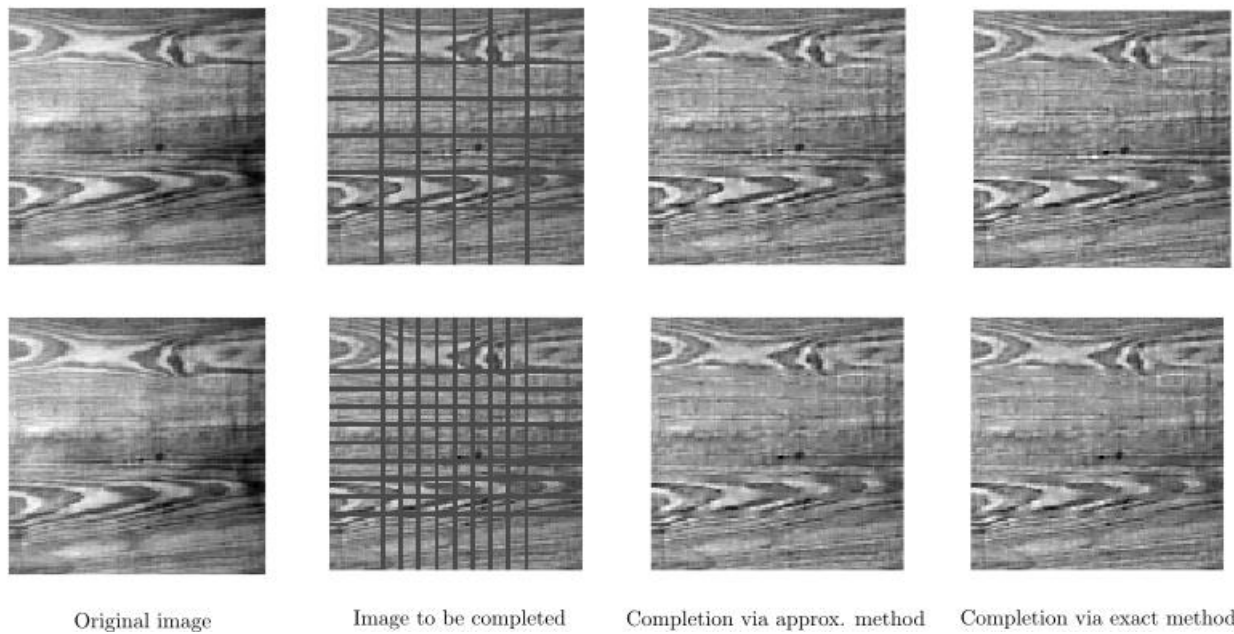 Original image
Image to be completed
Completion via approx. method
Completion via exact method